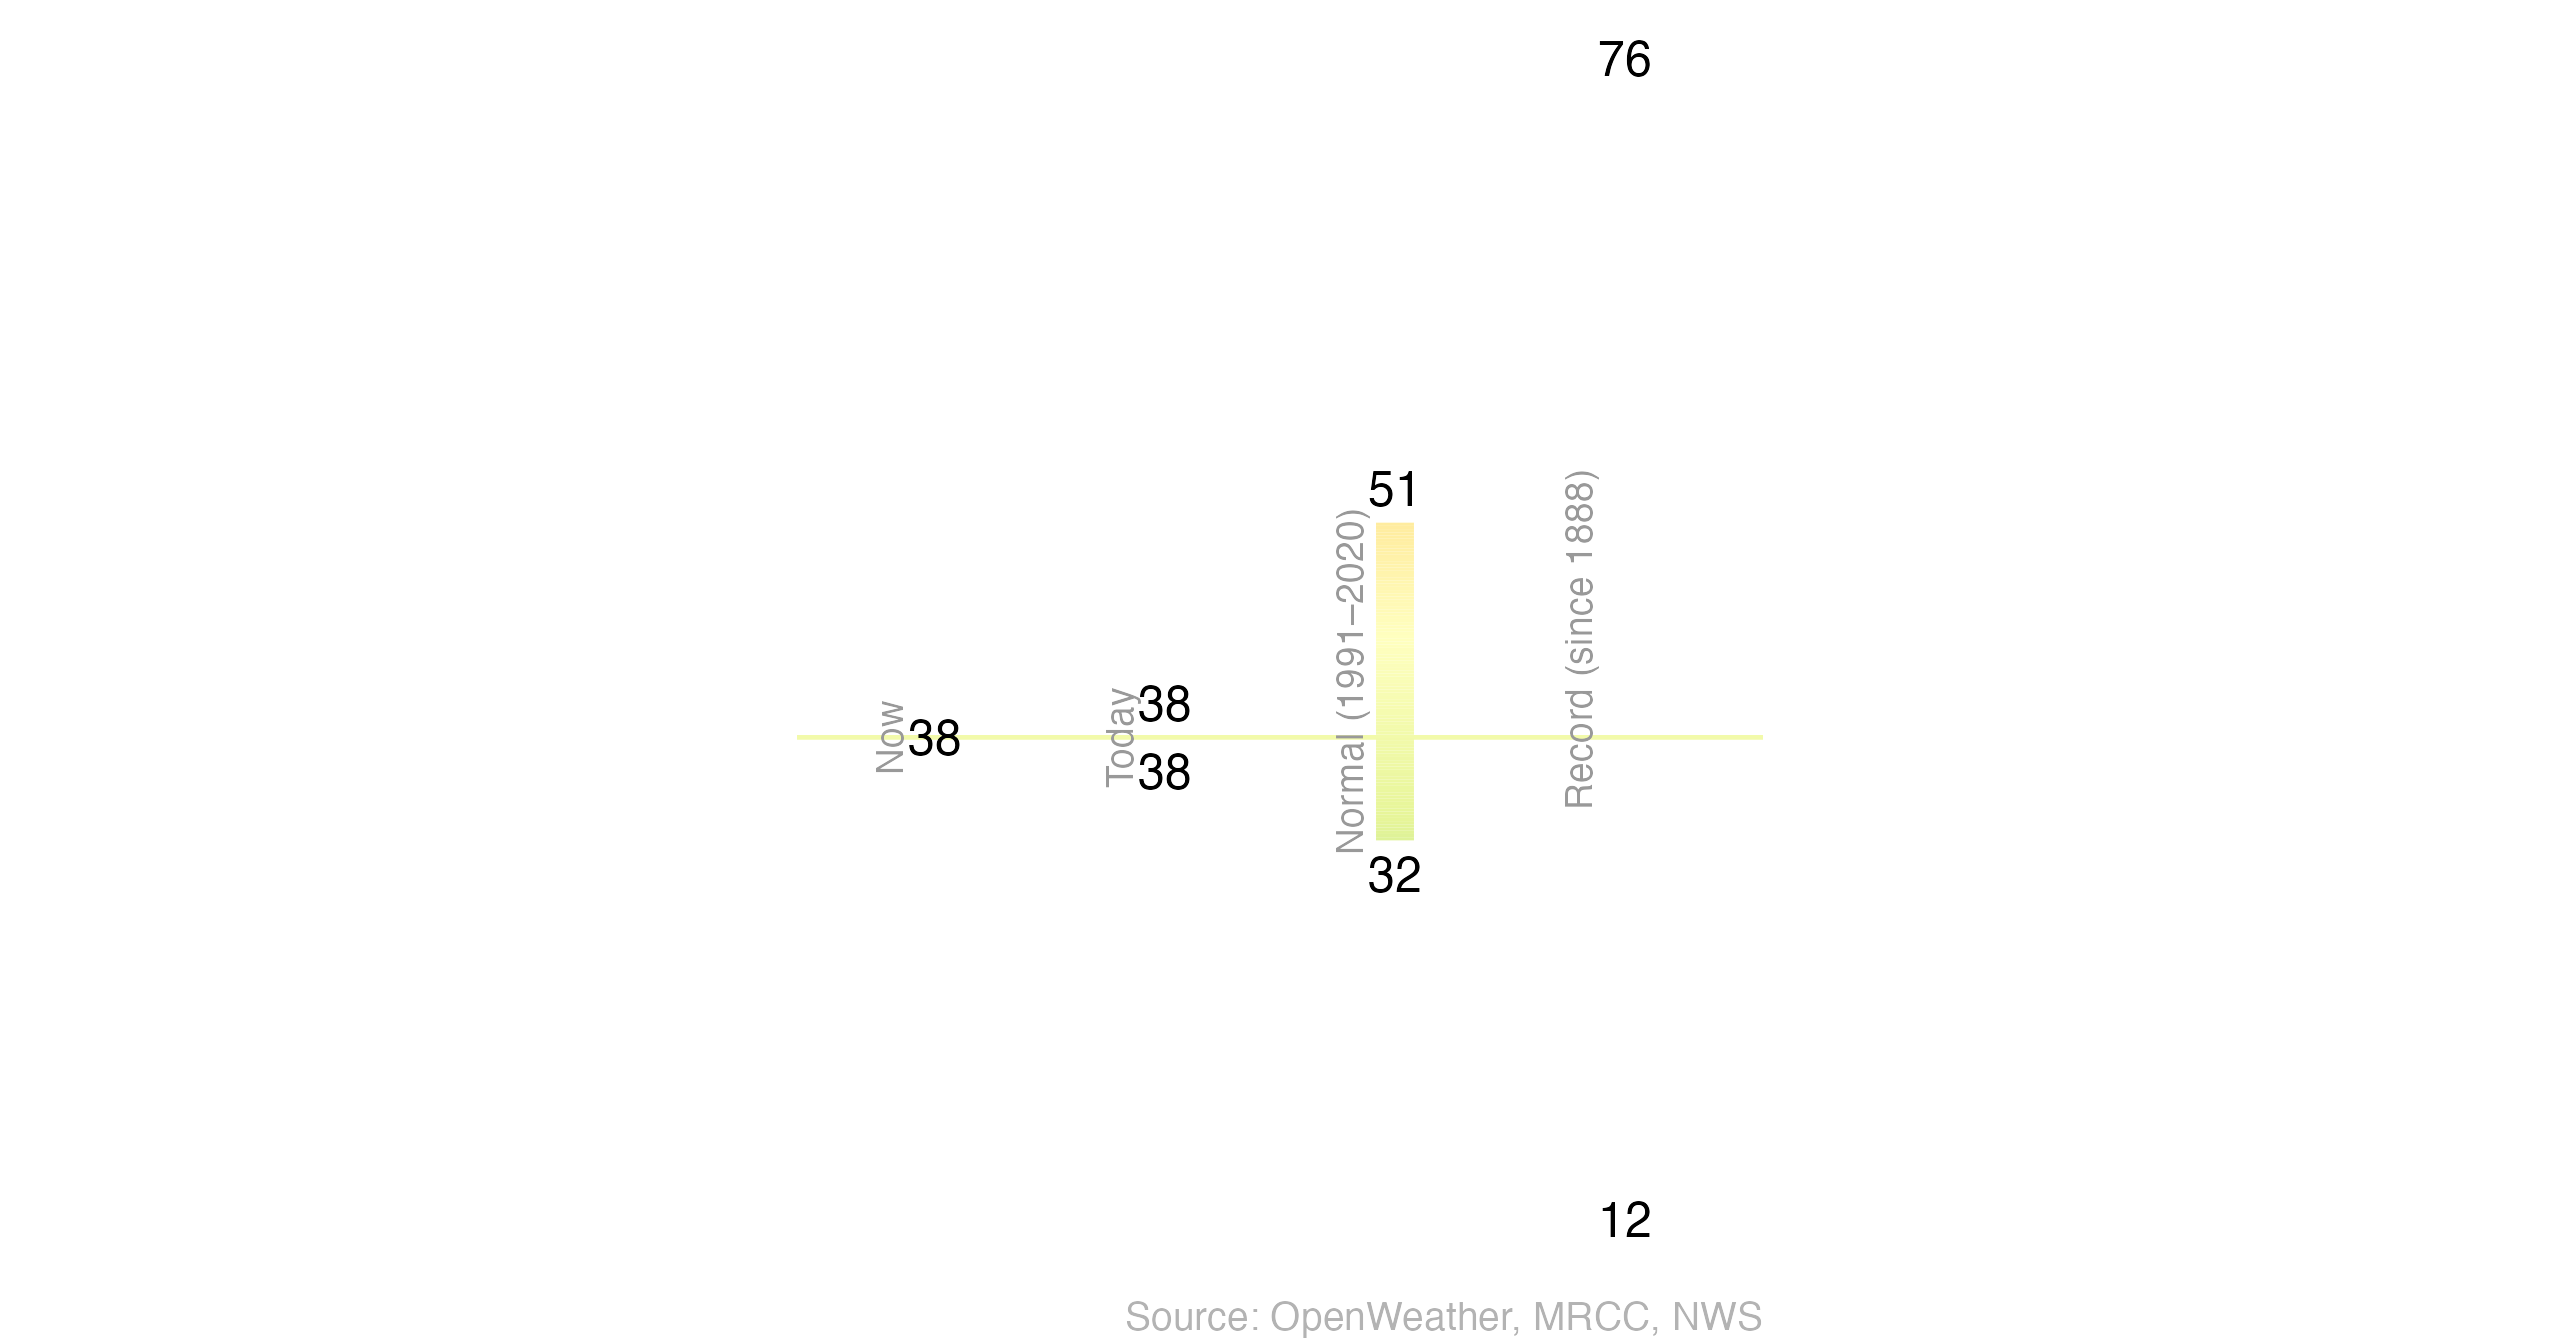 76
51
Normal (1991–2020)
Record (since 1888)
Now
38
Today
38
38
32
12
Source: OpenWeather, MRCC, NWS